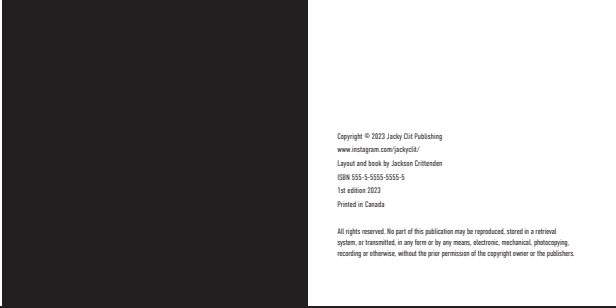 Copyright © 2023 Jacky Clit Publishing
www.instagram.com/jackyclit/
Layout and book by Jackson Crittenden
ISBN 555-5-5555-5555-5
1st edition 2023
Printed in Canada
All rights reserved. No part of this publication may be reproduced, stored in a retrieval
system, or transmitted, in any form or by any means, electronic, mechanical, photocopying,
recording or otherwise, without the prior permission of the copyright owner or the publishers.